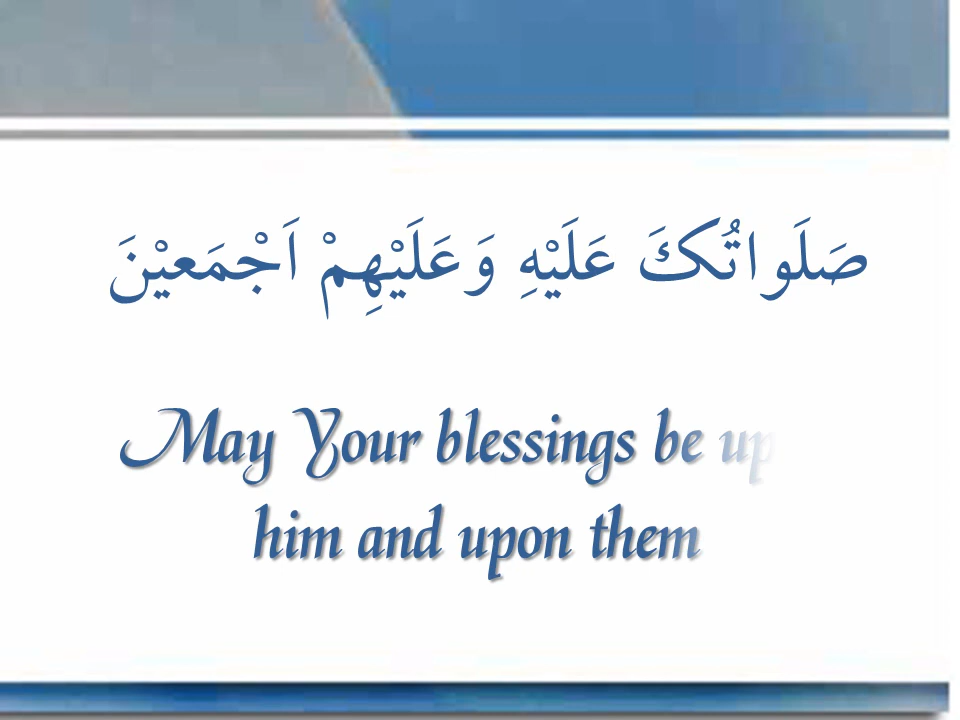 صَلَواتُكَ عَلَيْهِ وَعَلَيْهِمْ اَجْمَعيْنَ
May Your blessings be up
him and upon them